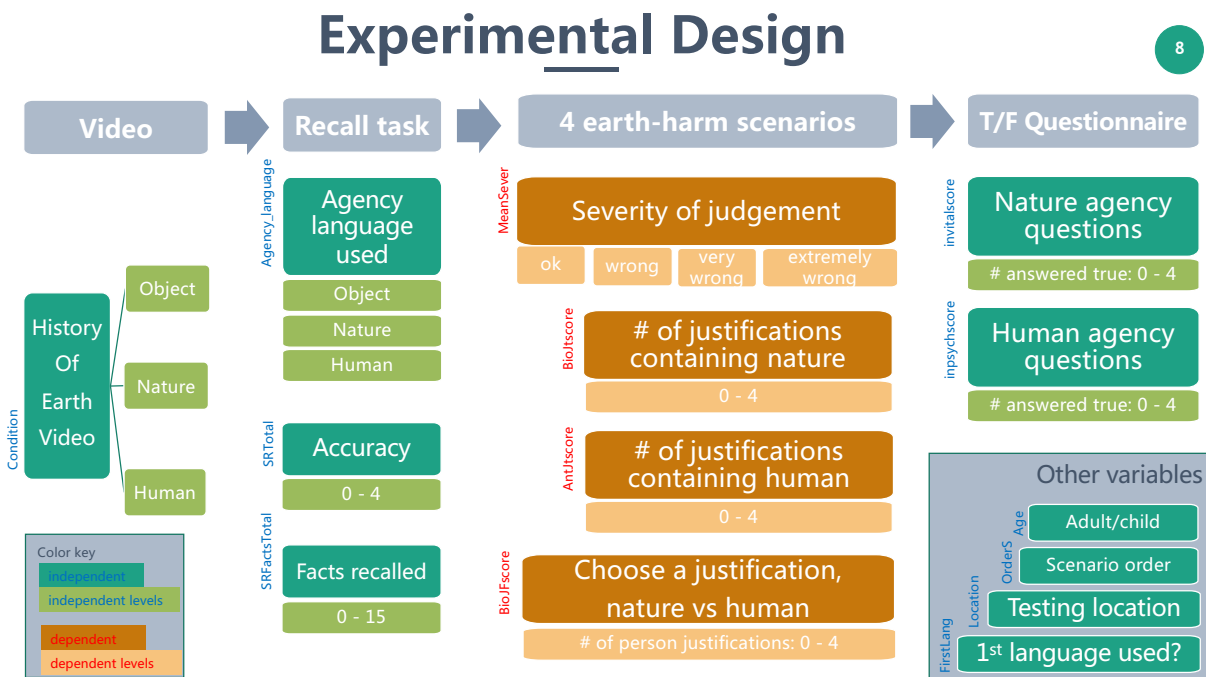 Experimental Design
8
Video
Recall task
4 earth-harm scenarios
T/F Questionnaire
Condition
History
Of
Earth
Video
Object
Nature
Human
Agency_language
Agency
language
used
Object
Nature
Human
SRTotal
Accuracy
0 - 4
SRFactsTotal
Facts recalled
0 - 15
MeanSever
Severity of judgement
ok
wrong
very
wrong
extremely
wrong
BioJtscore
# of justifications
containing nature
0 - 4
AntJtscore
# of justifications
containing human
0 - 4
BioJFscore
Choose a justification,
nature vs human
# of person justifications: 0 - 4
invitalscore
Nature agency
questions
# answered true: 0 - 4
inpsychscore
Human agency
questions
# answered true: 0 - 4
Other variables
Age
Adult/child
OrderS
Scenario order
Location
Testing location
FirstLang
1st language used?
Color key
independent
independent levels
dependent
dependent levels